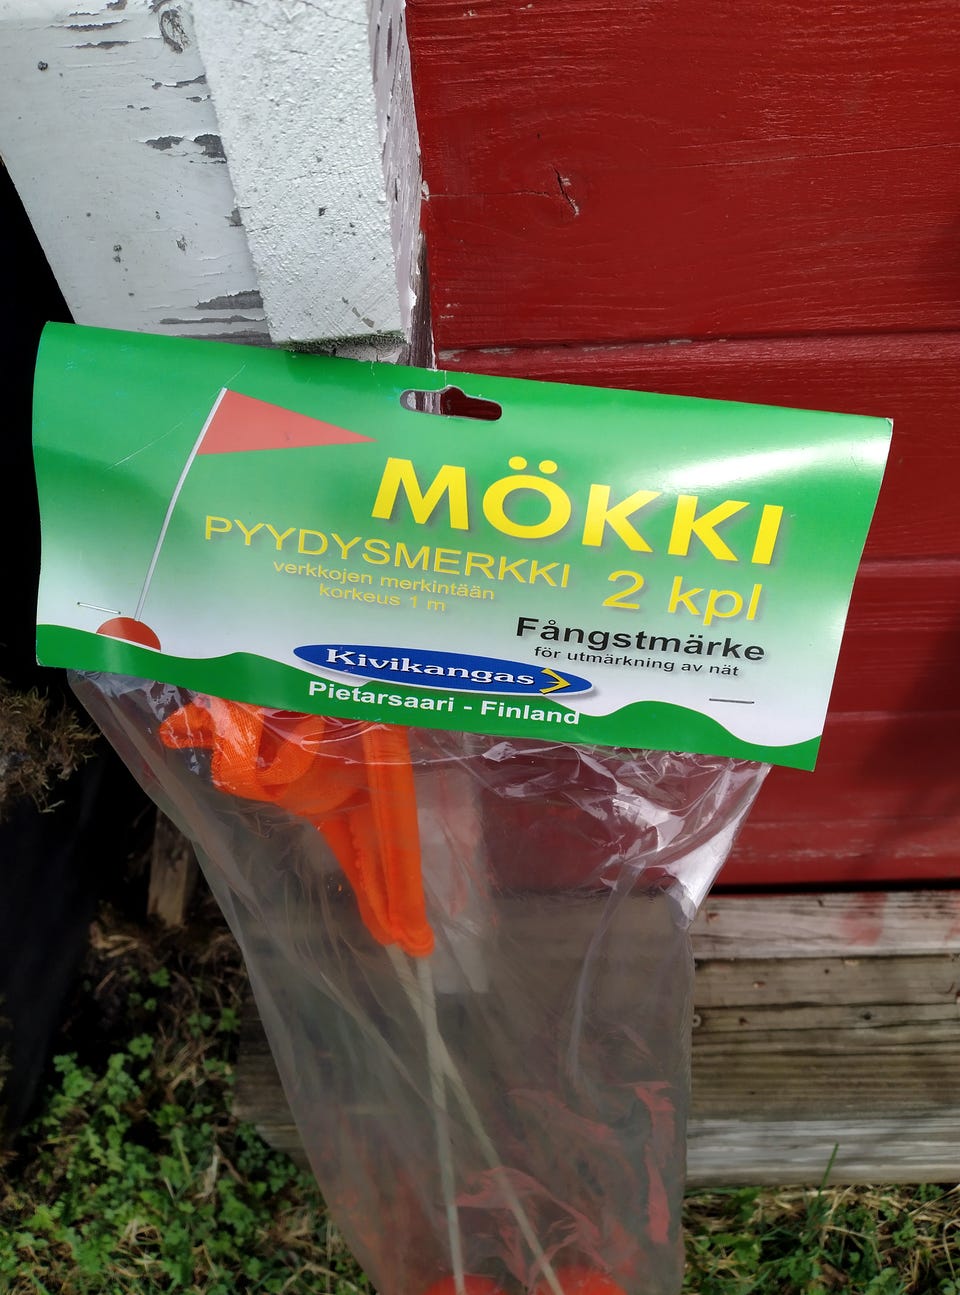 MÖKKI
PYYDYSMERKKI 2 kpl
verkkojen merkintään
korkeus 1 m
Fångstmärke
för utmärkning av nät
Kivikangas
Pietarsaari - Finland